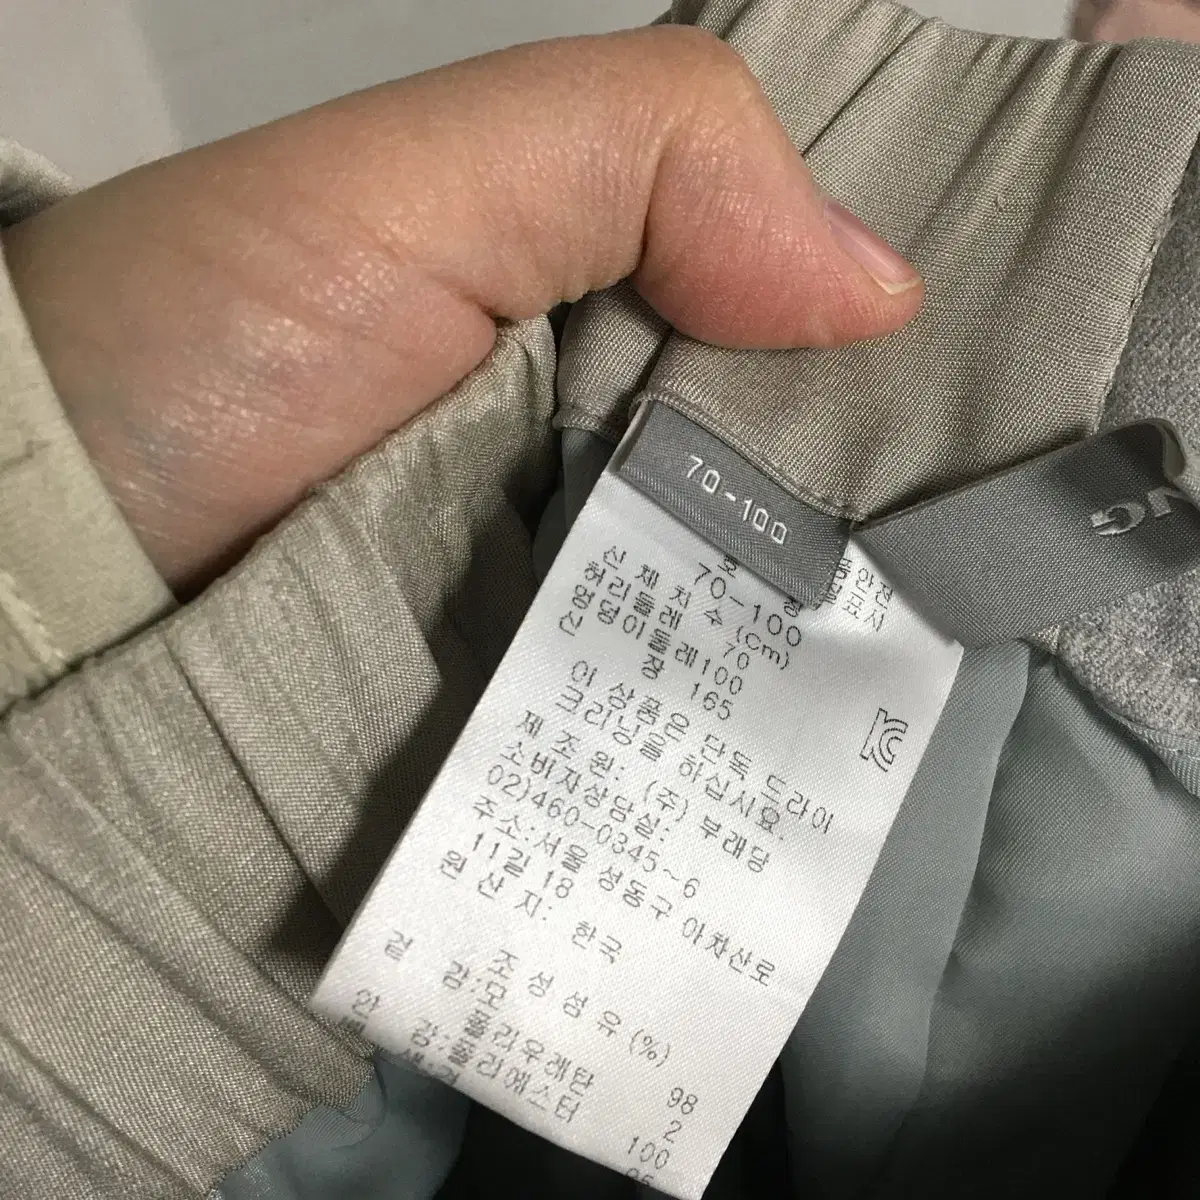 70-100
호 칭
70-100
신 체 치 수 (Cm)
허리둘레 70
엉덩이둘레100
신 장 165
이 상품은 단독 드라이
크리닝을 하십시요.
제 조 원: (주) 부래당
소비자상담실:
02)460-0345~6
주소:서울 성동구 아차산로
11길 18
원 산 지: 한국
조 성 섬 유 (%)
겉 감:모 98
폴리우레탄 2
안 감:폴리에스터 100